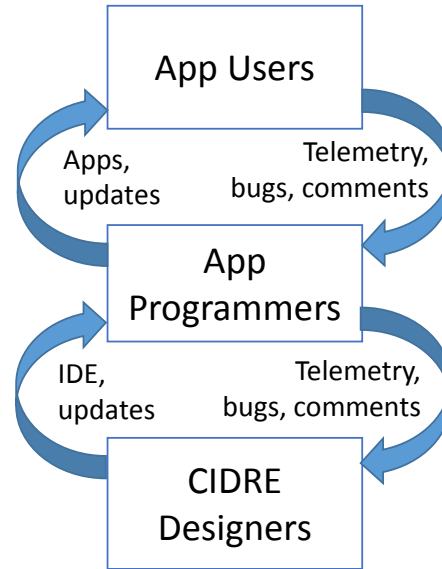 App Users
Apps,
updates
Telemetry,
bugs, comments
App
Programmers
IDE,
updates
Telemetry,
bugs, comments
CIDRE
Designers